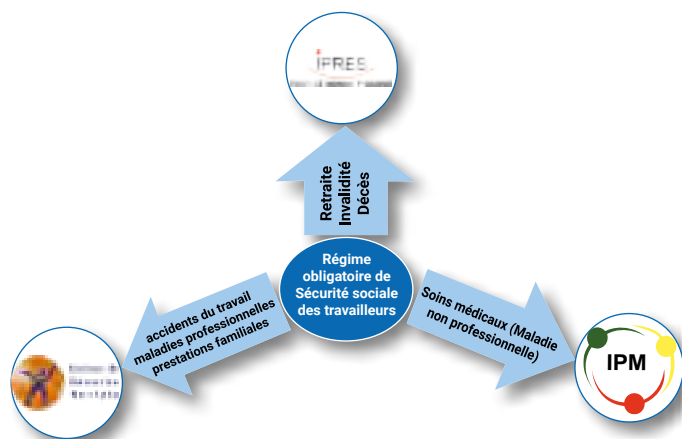 iPRES
Retraite
Invalidité
Décès
Régime
obligatoire de
Sécurité sociale
des travailleurs
accidents du travail
maladies professionnelles
prestations familiales
Soins médicaux (Maladie
non professionnelle)
IPM